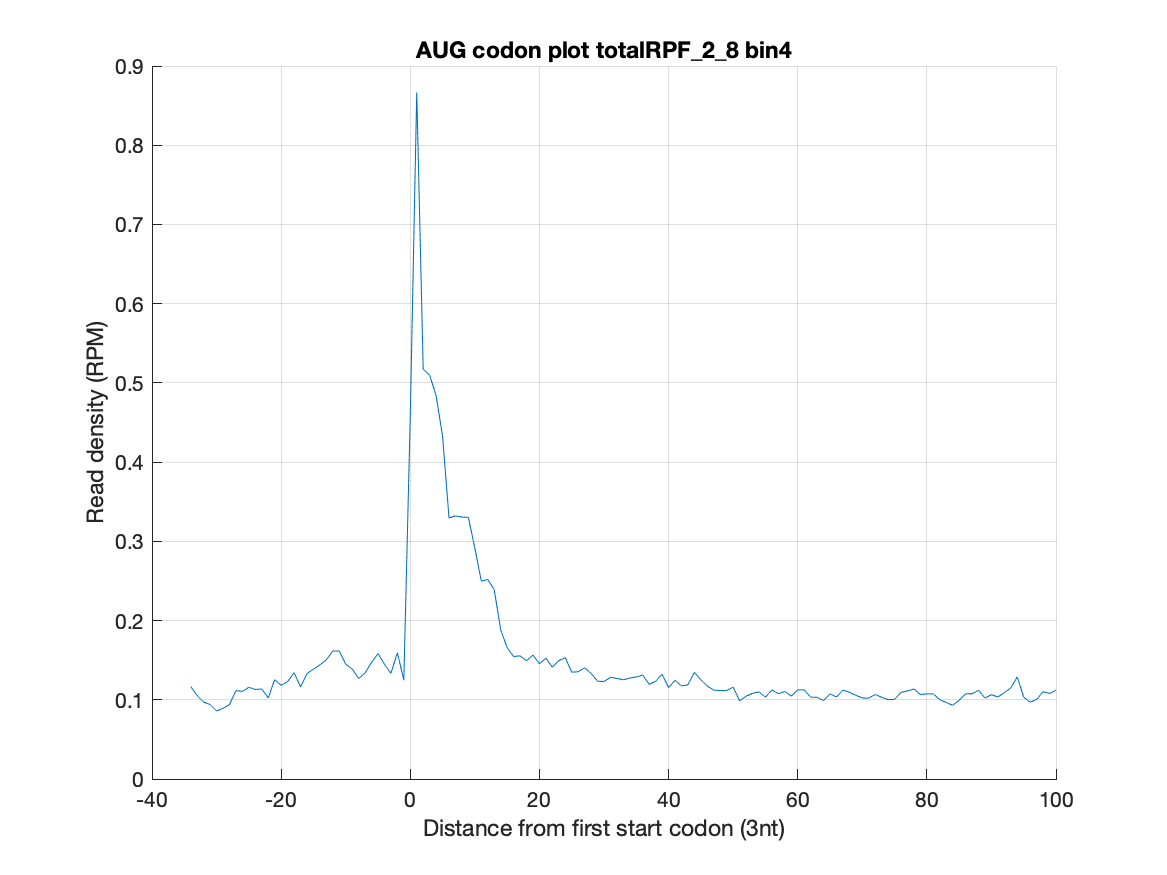 AUG codon plot totalRPF_2_8 bin4
0.9
0.8
0.7
0.6
0.5
0.4
0.3
0.2
0.1
0
Read density (RPM)
-40 -20 0 20 40 60 80 100
Distance from first start codon (3nt)